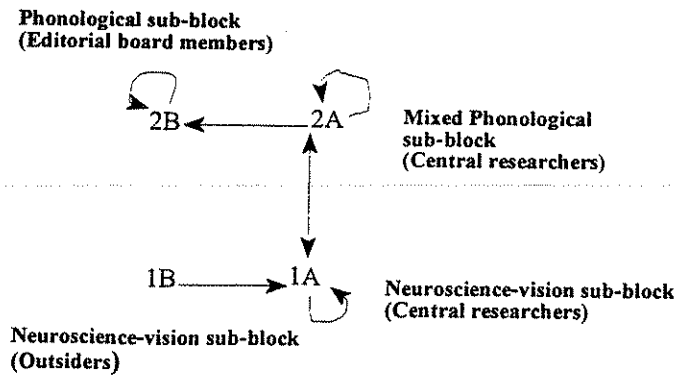 Phonological sub-block
(Editorial board members)
2B
2A
Mixed Phonological
sub-block
(Central researchers)
1B
1A
Neuroscience-vision sub-block
(Central researchers)
Neuroscience-vision sub-block
(Outsiders)